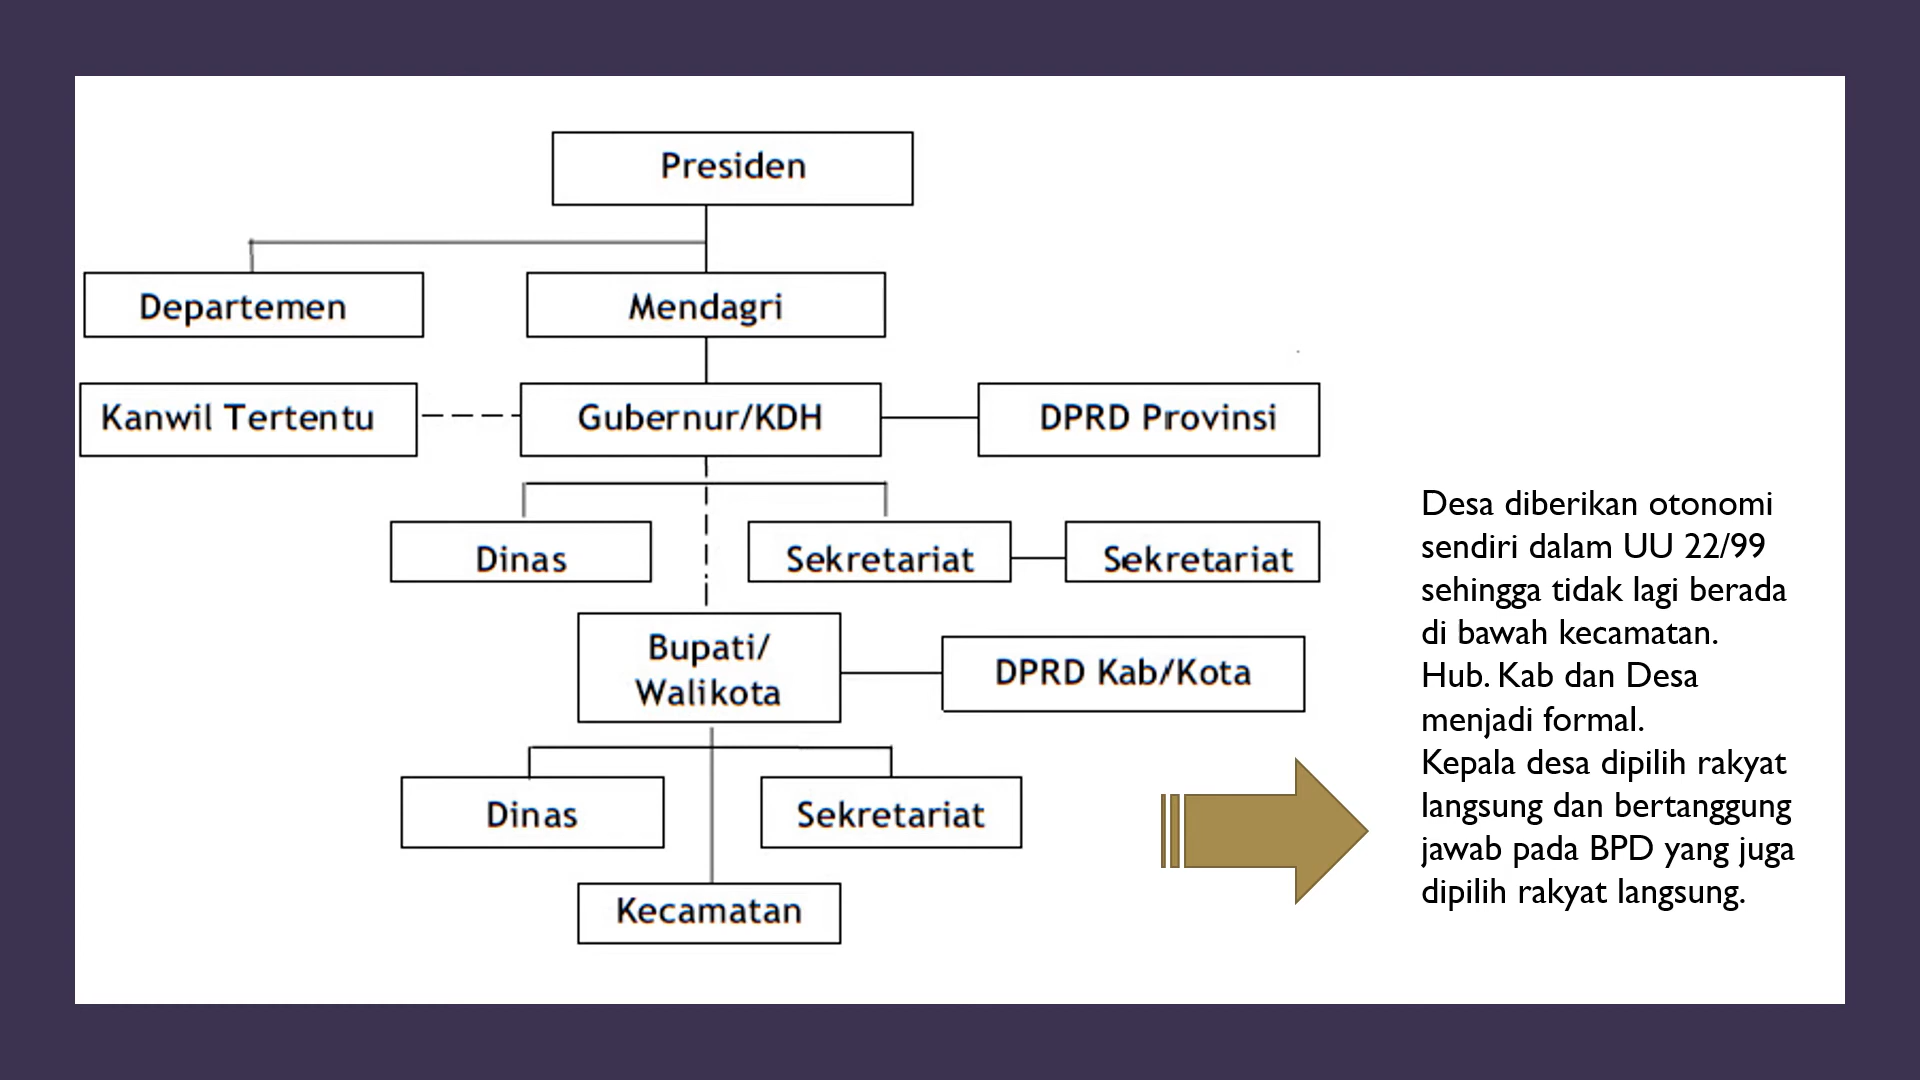 Presiden
Departemen
Mendagri
Kanwil Tertentu
Gubernur/KDH
DPRD Provinsi
Dinas
Sekretariat
Sekretariat
Bupati/
Walikota
DPRD Kab/Kota
Dinas
Sekretariat
Kecamatan
Desa diberikan otonomi
sendiri dalam UU 22/99
sehingga tidak lagi berada
di bawah kecamatan.
Hub. Kab dan Desa
menjadi formal.
Kepala desa dipilih rakyat
langsung dan bertanggung
jawab pada BPD yang juga
dipilih rakyat langsung.